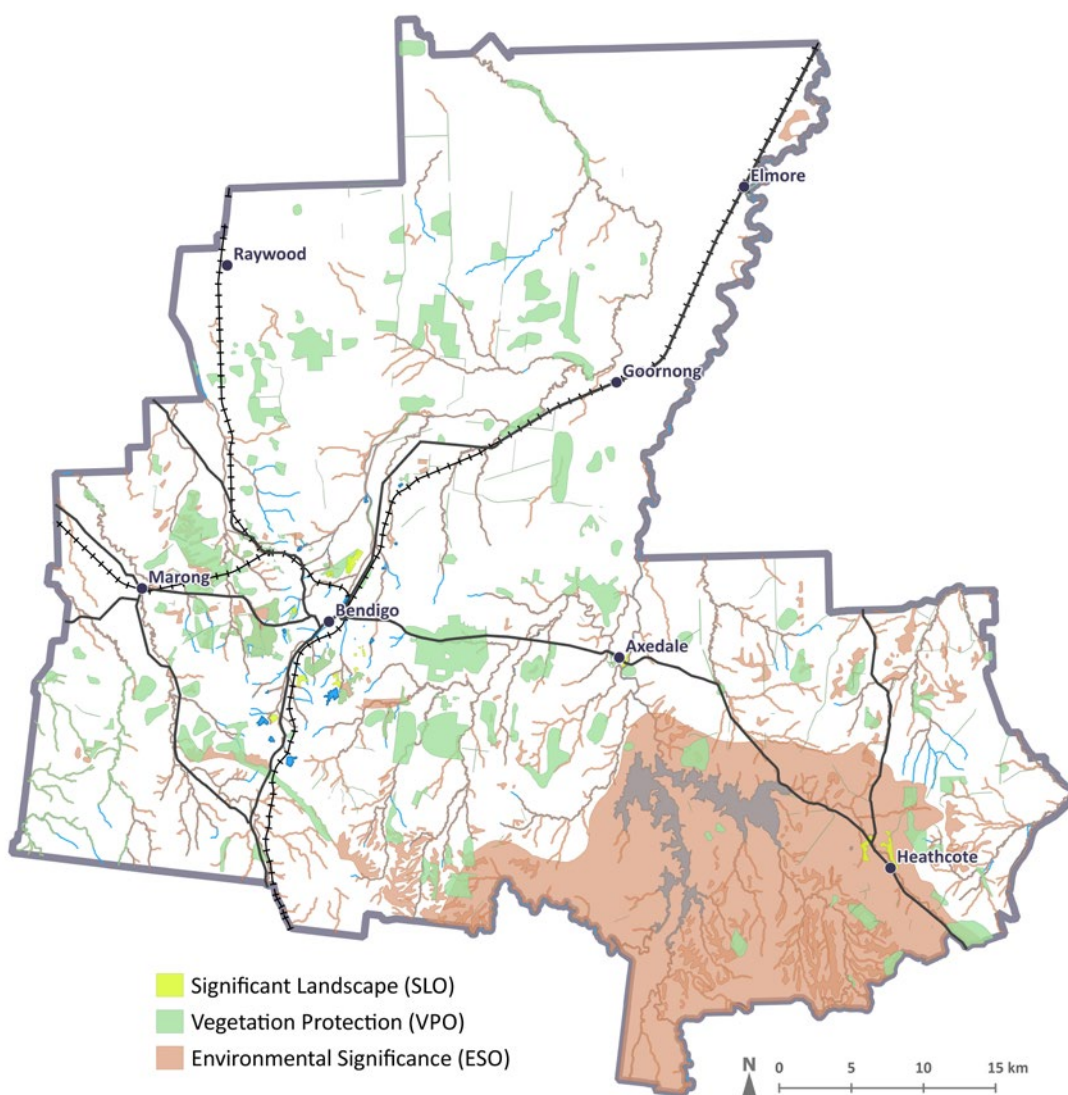 Elmore
Raywood
Goornong
Marong
Bendigo
Axedale
Heathcote
Significant Landscape (SLO)
Vegetation Protection (VPO)
Environmental Significance (ESO)
N
0 5 10 15 km